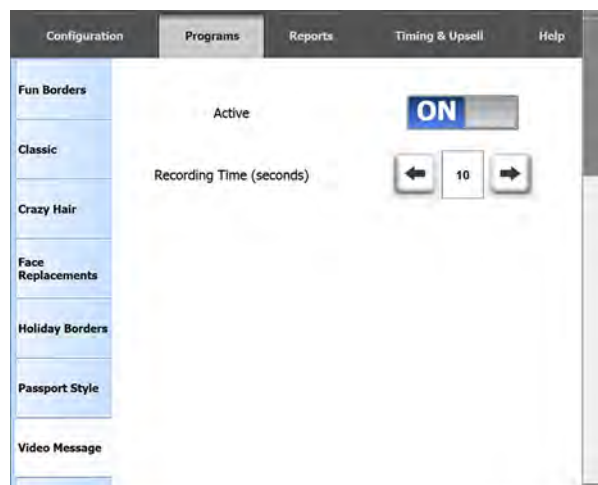 Configuration Programs Reports Timing & Upsell Help
Fun Borders
Active ON
Classic
Recording Time (seconds) 10
Crazy Hair
Face
Replacements
Holiday Borders
Passport Style
Video Message